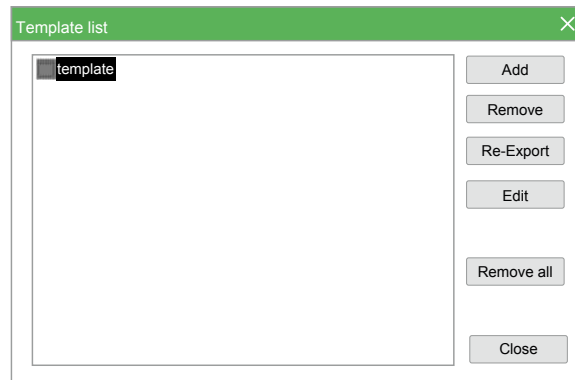 Template list
template
Add
Remove
Re-Export
Edit
Remove all
Close